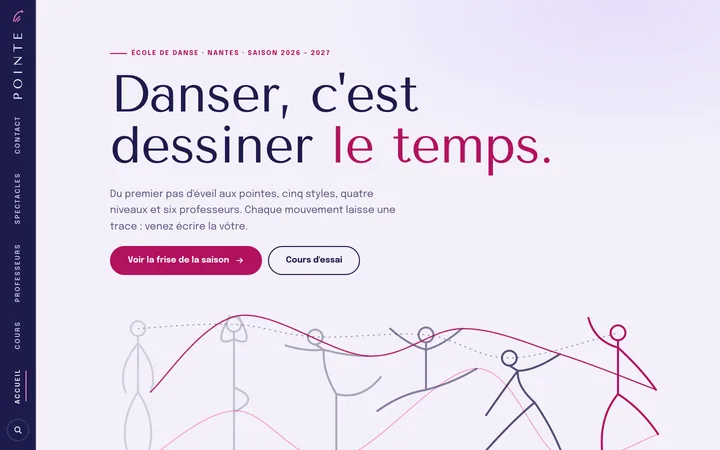 POINTE
CONTACT
SPECTACLES
PROFESSEURS
COURS
ACCUEIL
ÉCOLE DE DANSE · NANTES · SAISON 2026 – 2027
Danser, c'est
dessiner le temps.
Du premier pas d'éveil aux pointes, cinq styles, quatre
niveaux et six professeurs. Chaque mouvement laisse une
trace : venez écrire la vôtre.
Voir la frise de la saison →
Cours d'essai